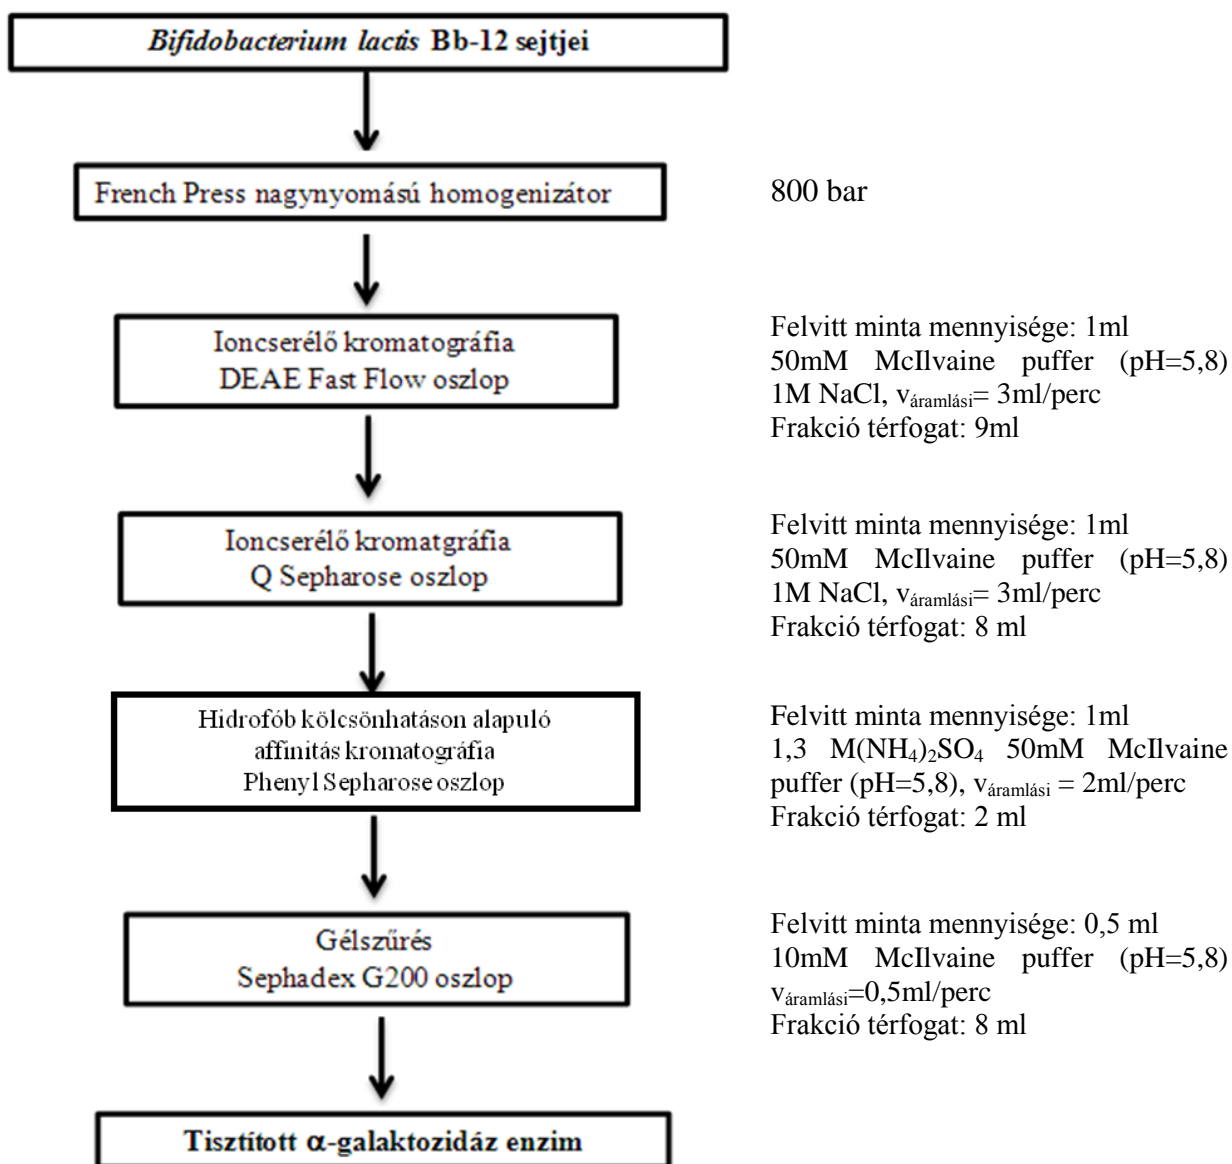 Bifidobacterium lactis Bb-12 sejtjei
French Press nagynyomású homogenizátor
800 bar
Ioncserélő kromatográfia
DEAE Fast Flow oszlop
Felvitt minta mennyisége: 1ml
50mM McIlvaine puffer (pH=5,8)
1M NaCl, váramlási= 3ml/perc
Frakció térfogat: 9ml
Ioncserélő kromatgráfia
Q Sepharose oszlop
Felvitt minta mennyisége: 1ml
50mM McIlvaine puffer (pH=5,8)
1M NaCl, váramlási= 3ml/perc
Frakció térfogat: 8 ml
Hidrofób kölcsönhatáson alapuló
affinitás kromatográfia
Phenyl Sepharose oszlop
Felvitt minta mennyisége: 1ml
1,3 M(NH4)2SO4 50mM McIlvaine
puffer (pH=5,8), váramlási = 2ml/perc
Frakció térfogat: 2 ml
Gélszűrés
Sephadex G200 oszlop
Felvitt minta mennyisége: 0,5 ml
10mM McIlvaine puffer (pH=5,8)
váramlási=0,5ml/perc
Frakció térfogat: 8 ml
Tisztított α-galaktozidáz enzim